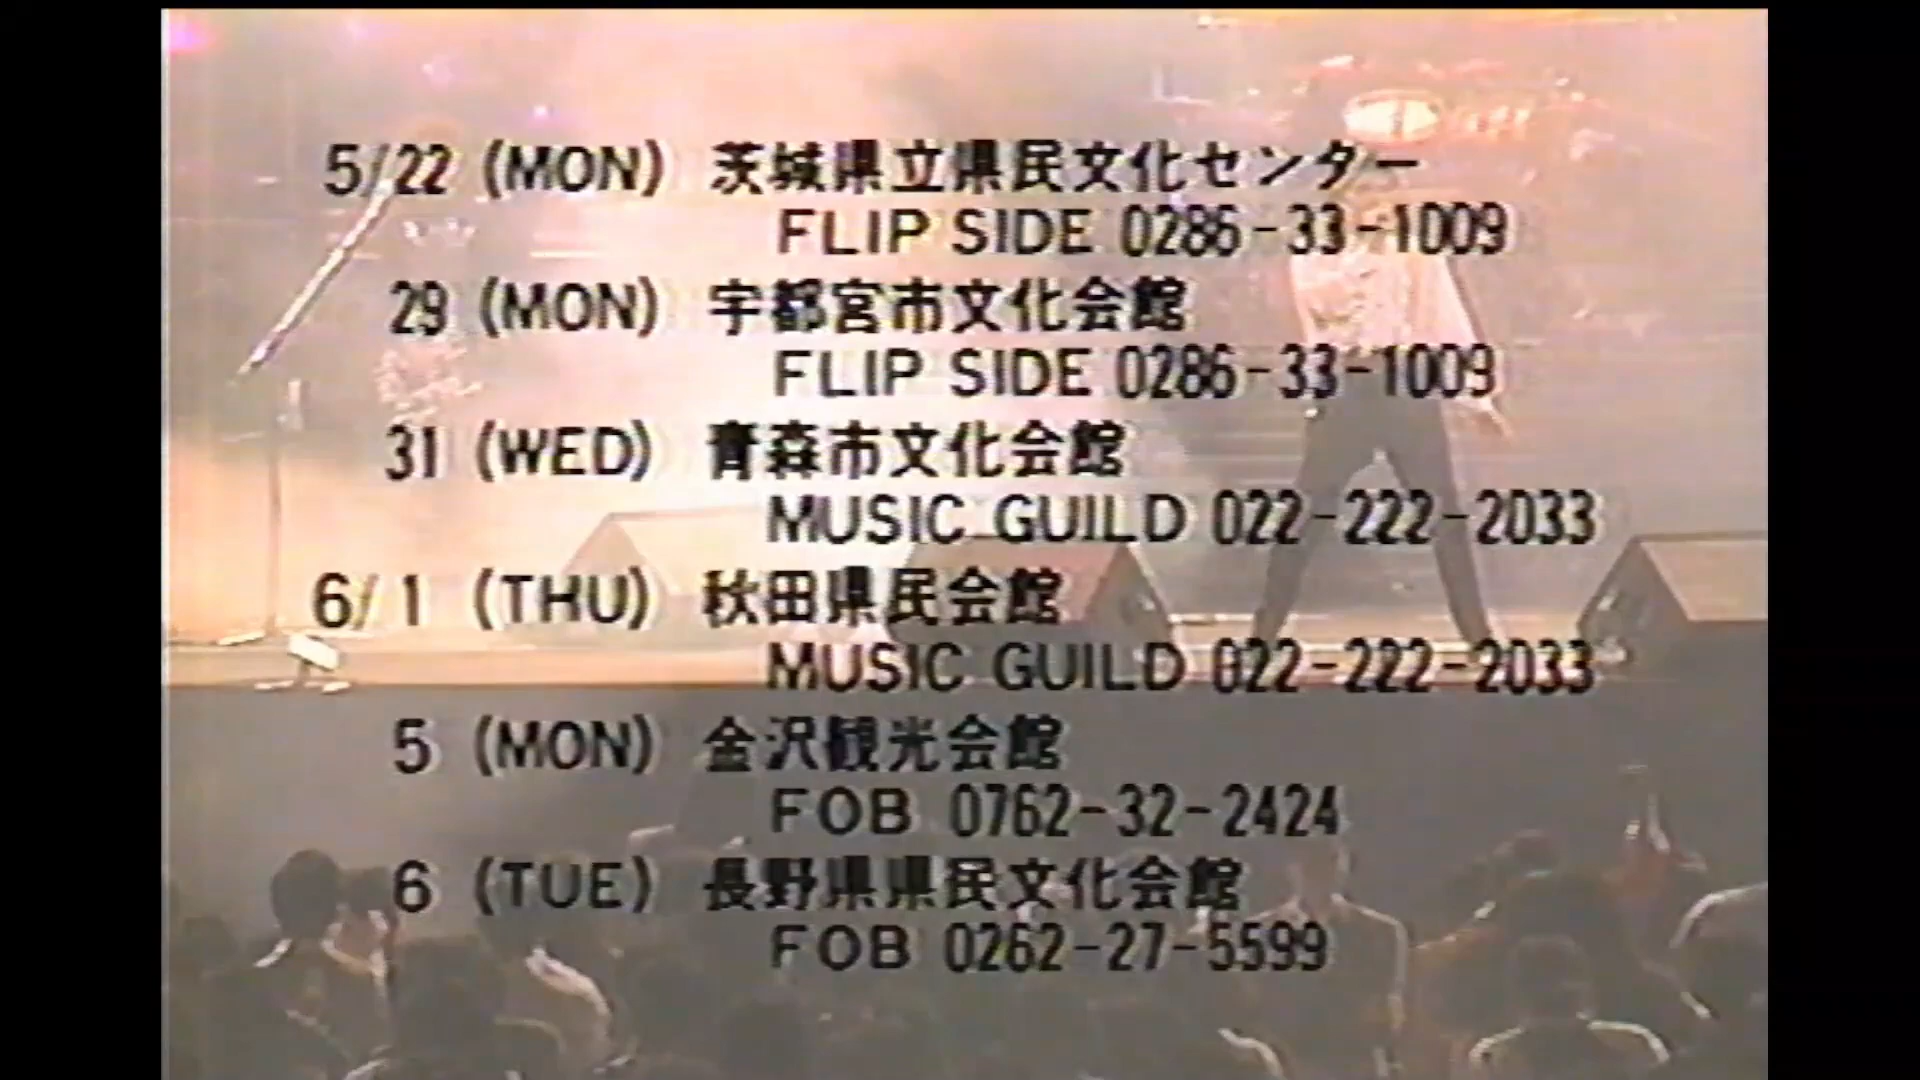 5/22 (MON) 茨城県立県民文化センター
FLIP SIDE 0286-33-1009
29 (MON) 宇都宮市文化会館
FLIP SIDE 0286-33-1009
31 (WED) 青森市文化会館
MUSIC GUILD 022-222-2033
6/1 (THU) 秋田県民会館
MUSIC GUILD 022-222-2033
5 (MON) 金沢観光会館
FOB 0762-32-2424
6 (TUE) 長野県県民文化会館
FOB 0262-27-5599